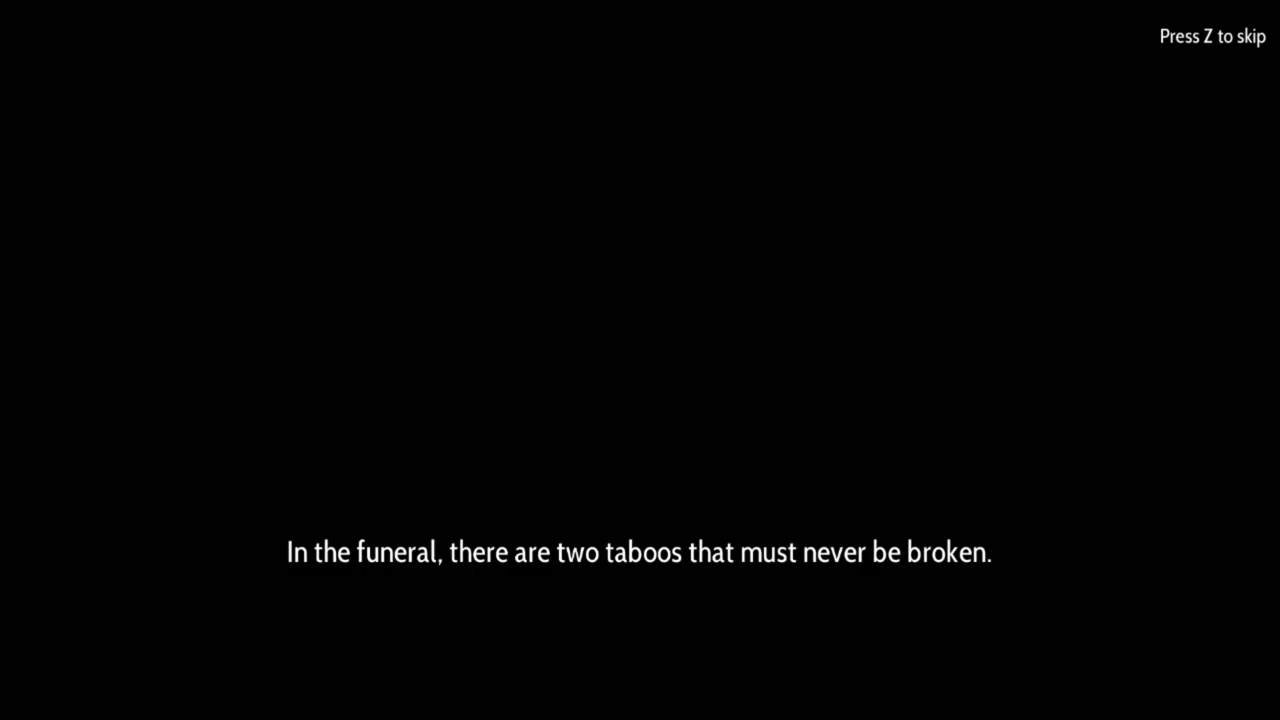 Press Z to skip
In the funeral, there are two taboos that must never be broken.